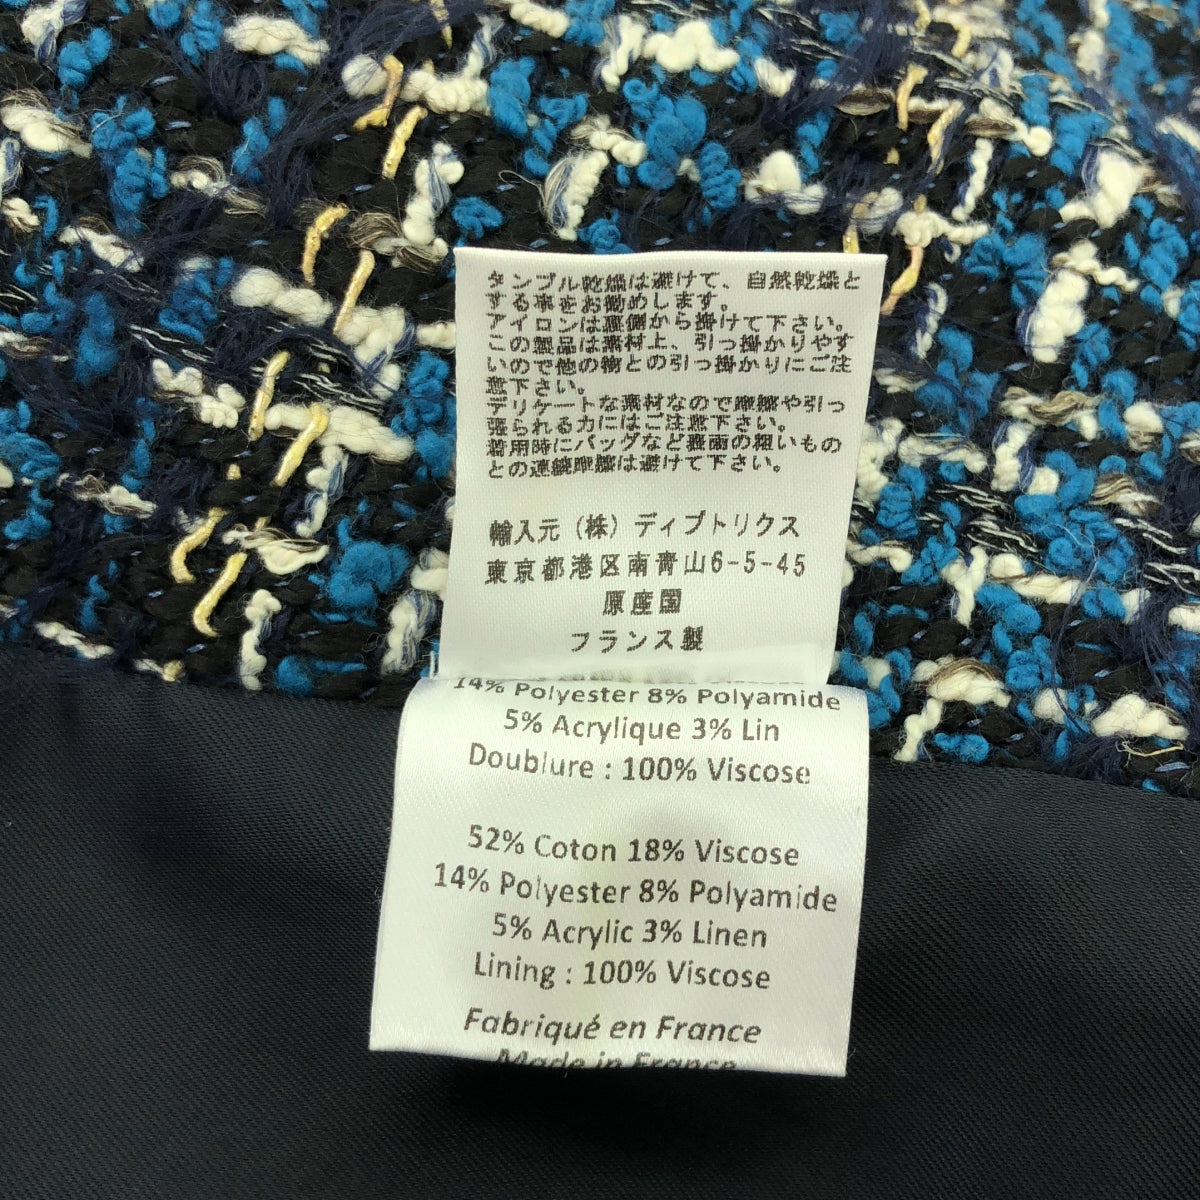 タンブル乾燥は避けて、自然乾燥と
する事をお勧めします。
アイロンは裏側から掛けて下さい。
この製品は素材上、引っ掛かりやす
いので他の物との引っ掛かりにご注
意下さい。
デリケートな素材なので摩擦や引っ
張られる力にはご注意下さい。
着用時にバッグなど表面の粗いもの
との連続摩擦は避けて下さい。
輸入元（株）ディプトリクス
東京都港区南青山6-5-45
原産国
フランス製
14% Polyester 8% Polyamide
5% Acrylique 3% Lin
Doublure : 100% Viscose
52% Coton 18% Viscose
14% Polyester 8% Polyamide
5% Acrylic 3% Linen
Lining : 100% Viscose
Fabriqué en France
Made in France